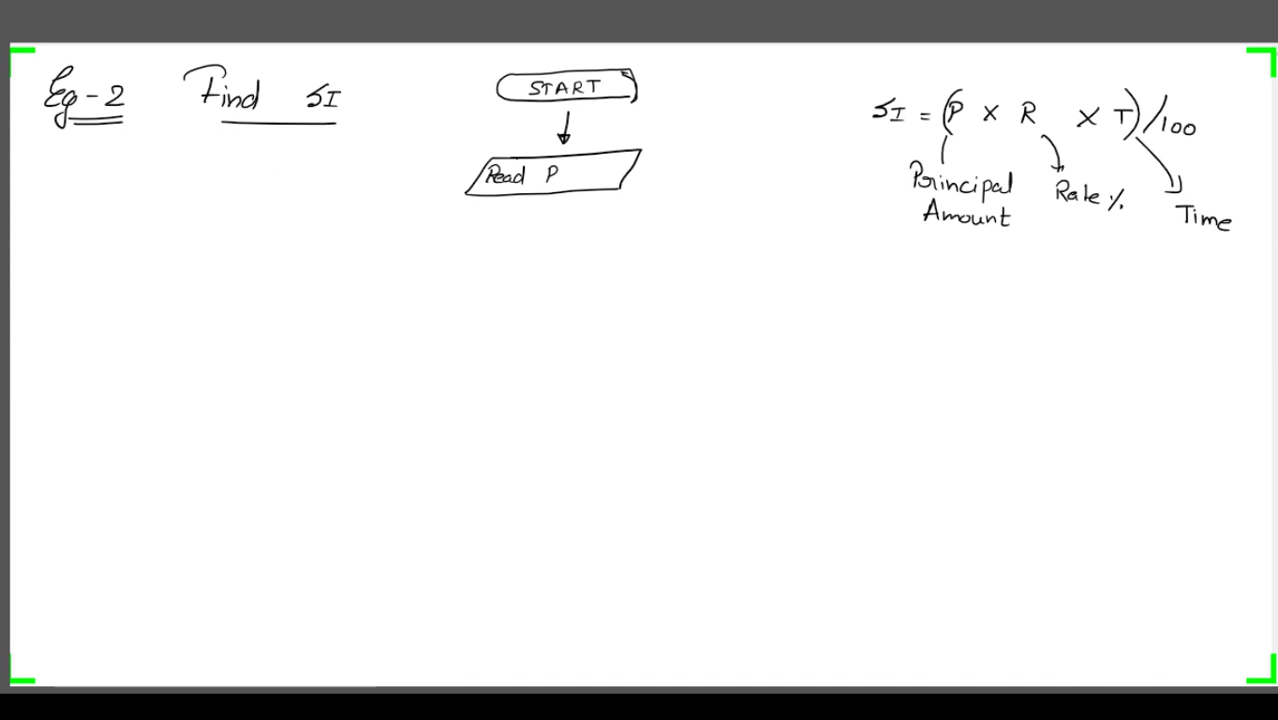 Eg-2 Find SI
START
Read P
SI = (P X R X T)/100
Principal
Amount
Rate %
Time